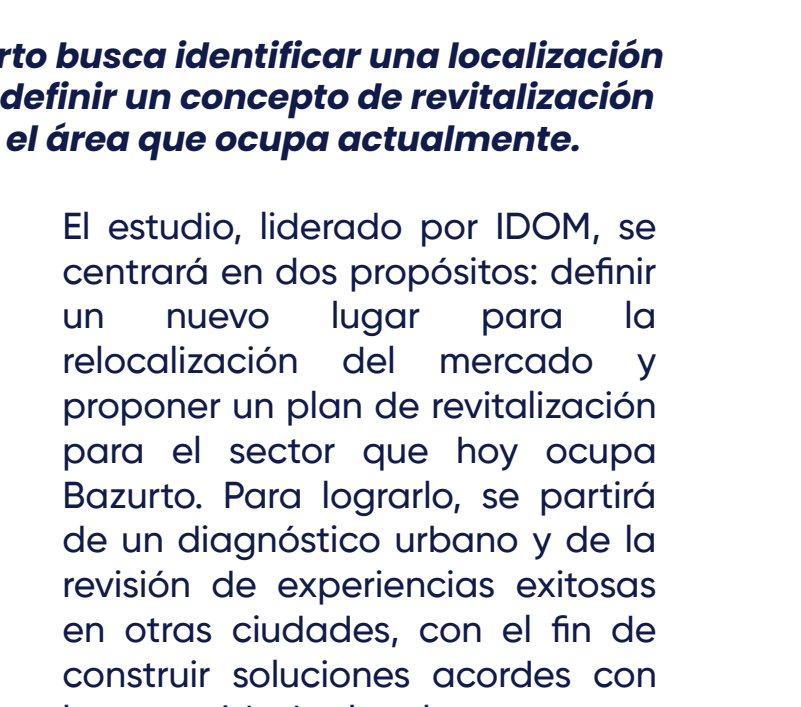 busca identificar una localización
definir un concepto de revitalización
el área que ocupa actualmente.
El estudio, liderado por IDOM, se
centrará en dos propósitos: definir
un nuevo lugar para la
relocalización del mercado y
proponer un plan de revitalización
para el sector que hoy ocupa
Bazurto. Para lograrlo, se partirá
de un diagnóstico urbano y de la
revisión de experiencias exitosas
en otras ciudades, con el fin de
construir soluciones acordes con